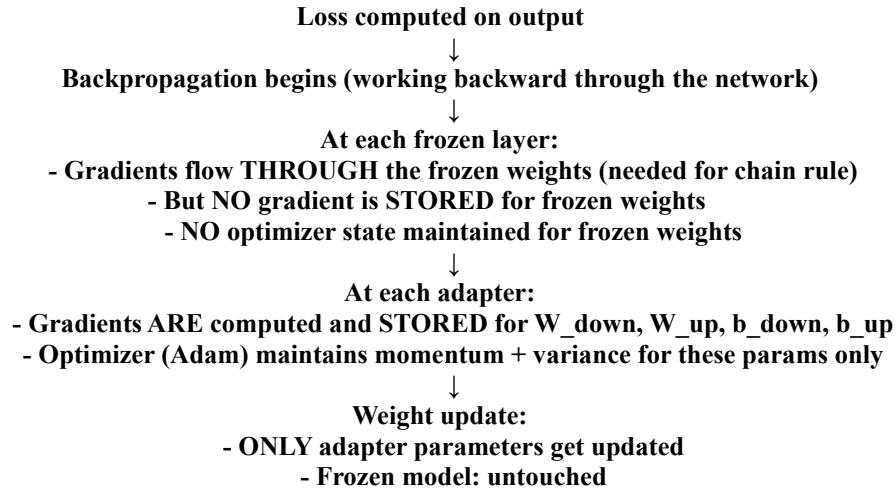 Loss computed on output
↓
Backpropagation begins (working backward through the network)
↓
At each frozen layer:
- Gradients flow THROUGH the frozen weights (needed for chain rule)
- But NO gradient is STORED for frozen weights
- NO optimizer state maintained for frozen weights
↓
At each adapter:
- Gradients ARE computed and STORED for W_down, W_up, b_down, b_up
- Optimizer (Adam) maintains momentum + variance for these params only
↓
Weight update:
- ONLY adapter parameters get updated
- Frozen model: untouched